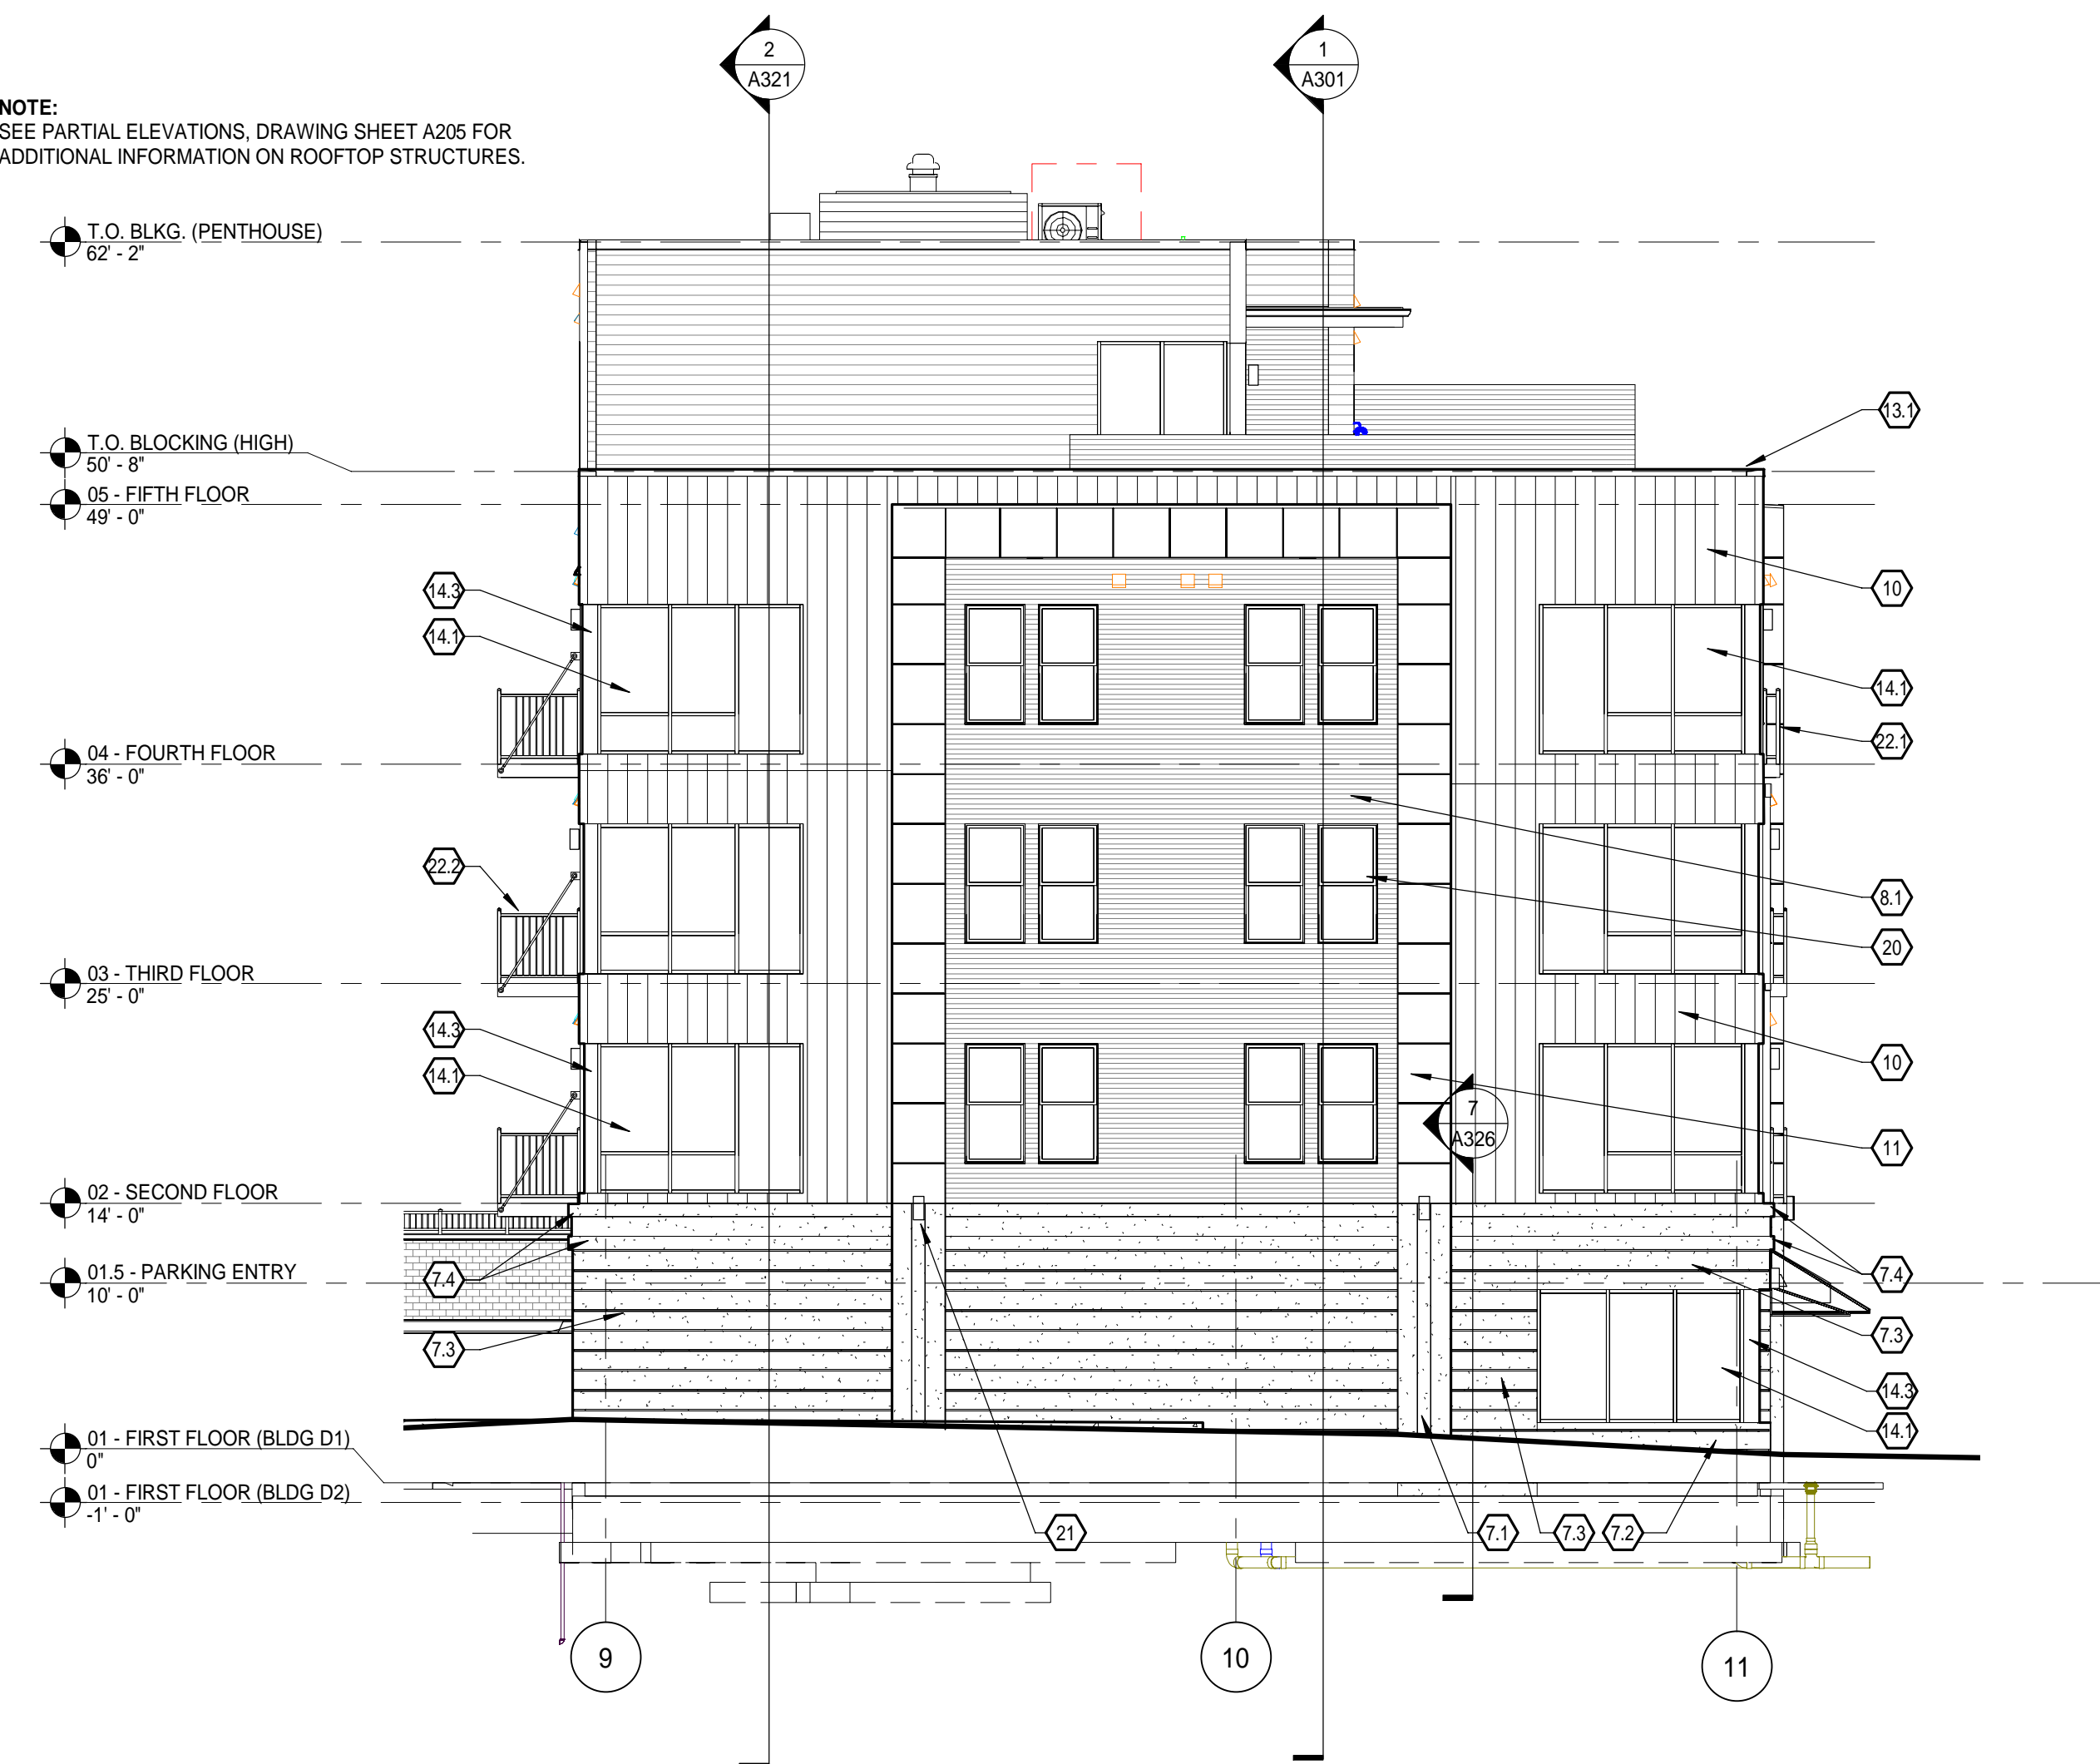 2
A321
1
A301
NOTE:
SEE PARTIAL ELEVATIONS, DRAWING SHEET A205 FOR
ADDITIONAL INFORMATION ON ROOFTOP STRUCTURES.
T.O. BLKG. (PENTHOUSE)
62' - 2"
13.1
T.O. BLOCKING (HIGH)
50' - 8"
05 - FIFTH FLOOR
49' - 0"
14.3
10
14.1
14.1
22.1
04 - FOURTH FLOOR
36' - 0"
22.2
8.1
20
03 - THIRD FLOOR
25' - 0"
14.3
10
14.1
7
A326
11
02 - SECOND FLOOR
14' - 0"
01.5 - PARKING ENTRY
10' - 0"
7.4
7.4
7.3
7.3
14.3
14.1
01 - FIRST FLOOR (BLDG D1)
0"
01 - FIRST FLOOR (BLDG D2)
-1' - 0"
21
7.1
7.3
7.2
9
10
11